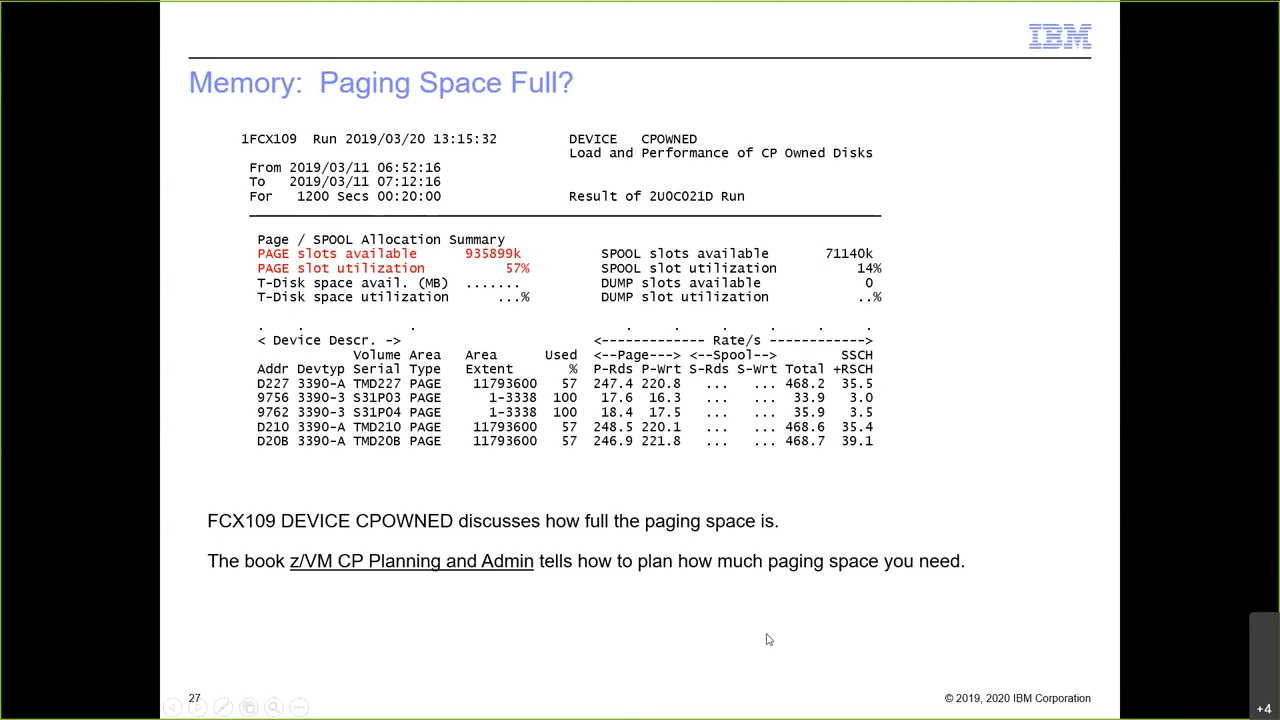 IBM
Memory: Paging Space Full?
1FCX109 Run 2019/03/20 13:15:32 DEVICE CPOWNED
Load and Performance of CP Owned Disks
From 2019/03/11 06:52:16
To 2019/03/11 07:12:16
For 1200 Secs 00:20:00 Result of 2U0C021D Run
Page / SPOOL Allocation Summary
PAGE slots available 935899k SPOOL slots available 71140k
PAGE slot utilization 57% SPOOL slot utilization 14%
T-Disk space avail. (MB) ....... DUMP slots available 0
T-Disk space utilization ...% DUMP slot utilization ..%
. . . . . . . . .
< Device Descr. -> <------------- Rate/s ------------>
Volume Area Area Used <--Page---> <--Spool--> SSCH
Addr Devtyp Serial Type Extent % P-Rds P-Wrt S-Rds S-Wrt Total +RSCH
D227 3390-A TMD227 PAGE 11793600 57 247.4 220.8 ... ... 468.2 35.5
9756 3390-3 S31P03 PAGE 1-3338 100 17.6 16.3 ... ... 33.9 3.0
9762 3390-3 S31P04 PAGE 1-3338 100 18.4 17.5 ... ... 35.9 3.5
D210 3390-A TMD210 PAGE 11793600 57 248.5 220.1 ... ... 468.6 35.4
D20B 3390-A TMD20B PAGE 11793600 57 246.9 221.8 ... ... 468.7 39.1
FCX109 DEVICE CPOWNED discusses how full the paging space is.
The book z/VM CP Planning and Admin tells how to plan how much paging space you need.
27
© 2019, 2020 IBM Corporation
+4